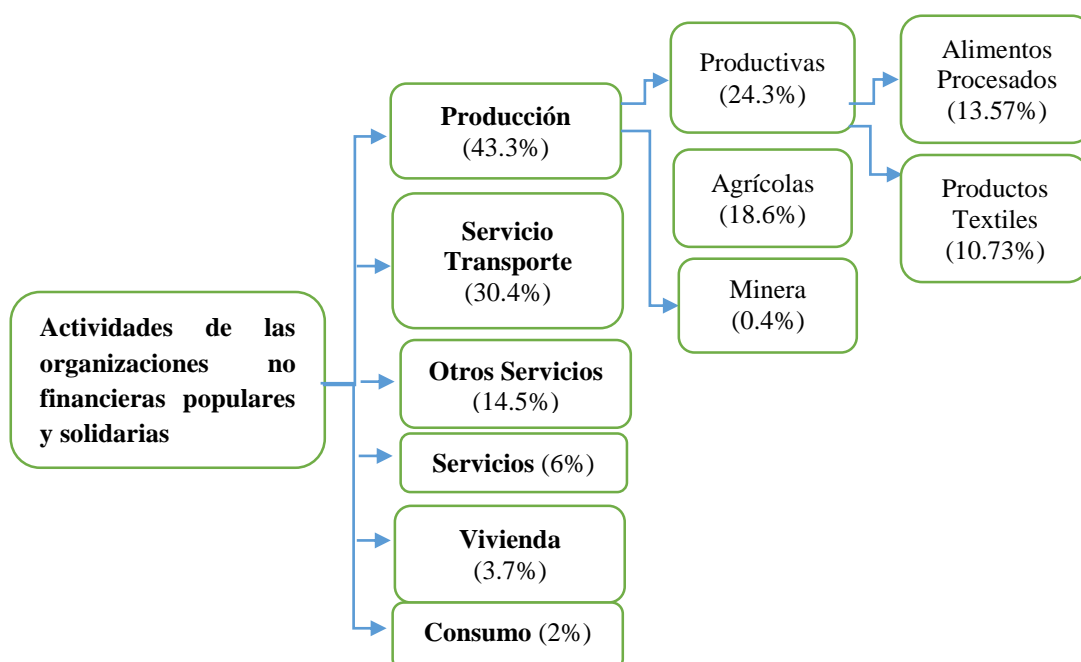 Actividades de las
organizaciones no
financieras populares
y solidarias
Producción
(43.3%)
Servicio
Transporte
(30.4%)
Otros Servicios
(14.5%)
Servicios (6%)
Vivienda
(3.7%)
Consumo (2%)
Productivas
(24.3%)
Agrícolas
(18.6%)
Minera
(0.4%)
Alimentos
Procesados
(13.57%)
Productos
Textiles
(10.73%)